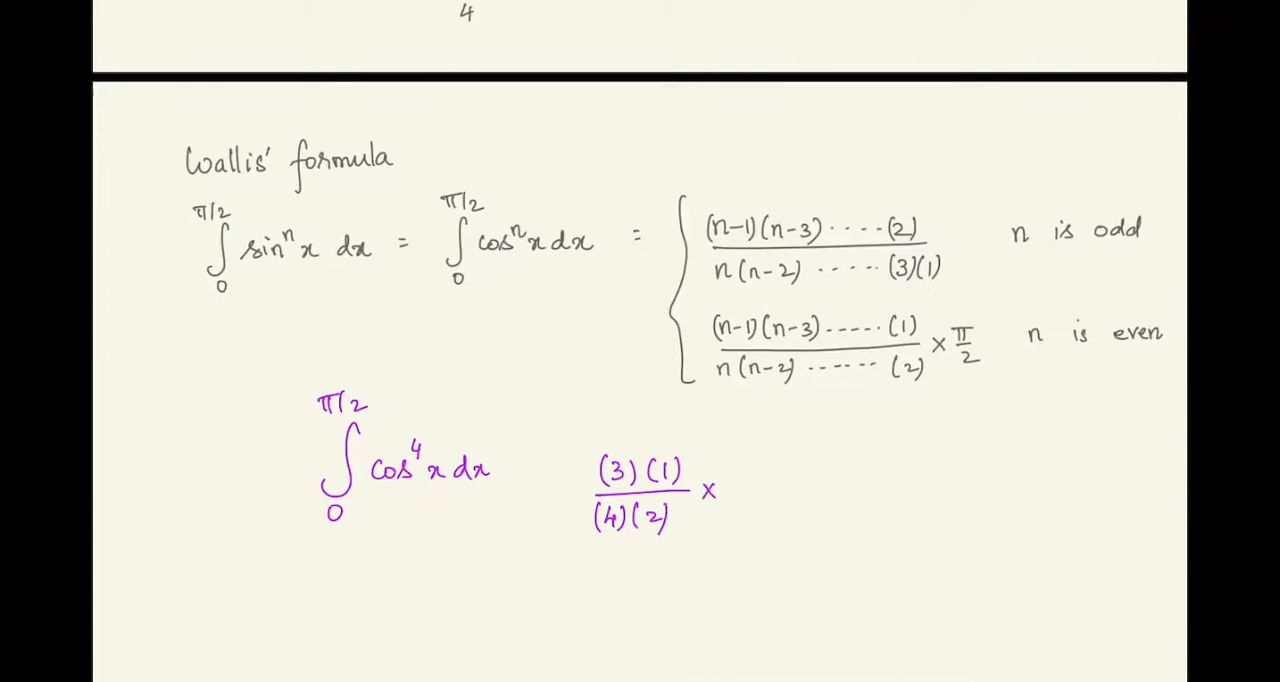 4
Wallis' formula
∫₀^{π/2} sinⁿx dx = ∫₀^{π/2} cosⁿx dx = { (n-1)(n-3)....(2) / n(n-2).....(3)(1) n is odd
(n-1)(n-3).....(1) / n(n-2)......(2) × π/2 n is even
∫₀^{π/2} cos⁴x dx (3)(1) / (4)(2) ×